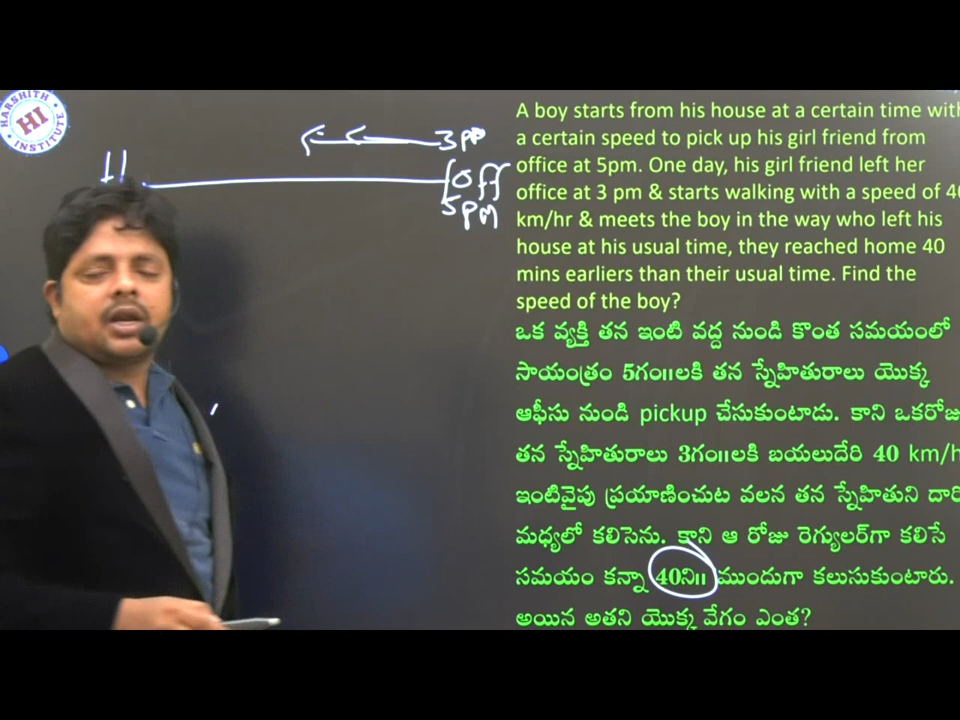 HARSHITH
HI
INSTITUTE
3 PM
H
Off
5 PM
A boy starts from his house at a certain time with
a certain speed to pick up his girl friend from
office at 5pm. One day, his girl friend left her
office at 3 pm & starts walking with a speed of 40
km/hr & meets the boy in the way who left his
house at his usual time, they reached home 40
mins earliers than their usual time. Find the
speed of the boy?
ఒక వ్యక్తి తన ఇంటి వద్ద నుండి కొంత సమయంలో
సాయంత్రం 5గం॥లకి తన స్నేహితురాలు యొక్క
ఆఫీసు నుండి pickup చేసుకుంటాడు. కాని ఒకరోజు
తన స్నేహితురాలు 3గం॥లకి బయలుదేరి 40 km/h
ఇంటివైపు ప్రయాణించుట వలన తన స్నేహితుని దారి
మధ్యలో కలిసెను. కాని ఆ రోజు రెగ్యులర్‌గా కలిసే
సమయం కన్నా 40ని॥ ముందుగా కలుసుకుంటారు.
అయిన అతని యొక్క వేగం ఎంత?